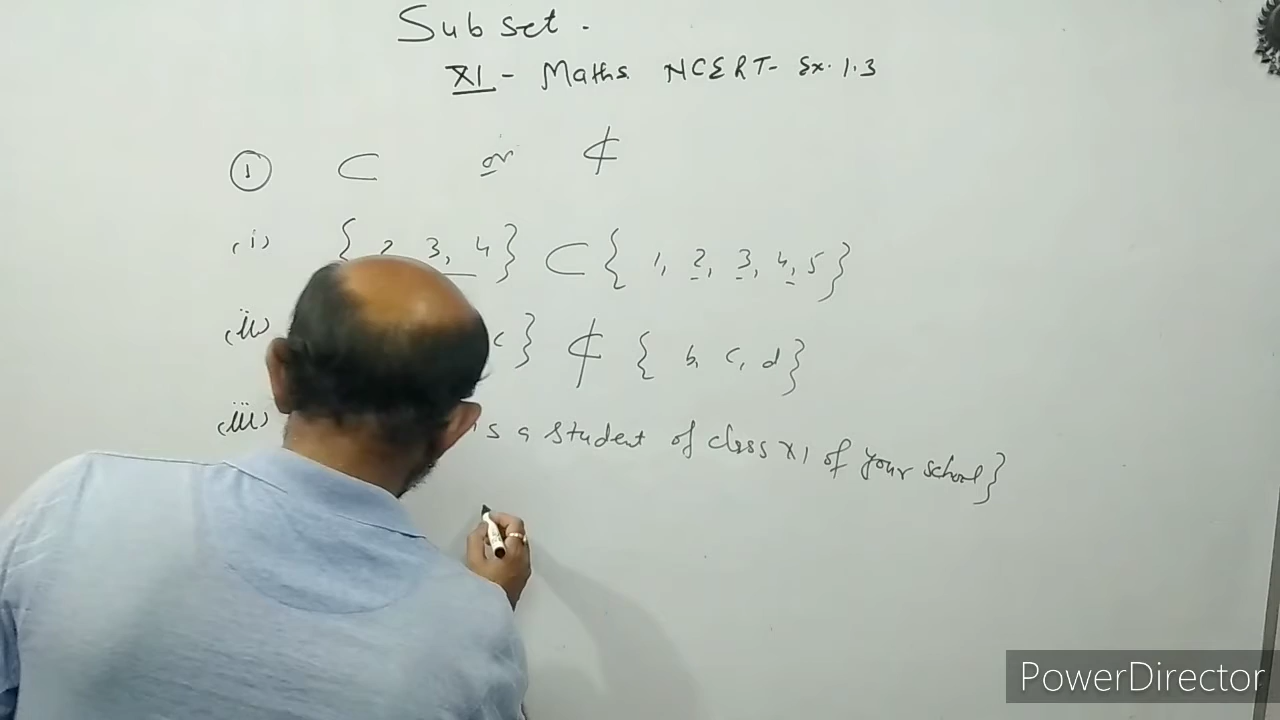 Subset.
XI - Maths NCERT- Ex. 1.3
① ⊂ or ⊄
(i) { 2, 3, 4 } ⊂ { 1, 2, 3, 4, 5 }
(ii) c } ⊄ { b, c, d }
(iii) is a student of class XI of your school }
PowerDirector